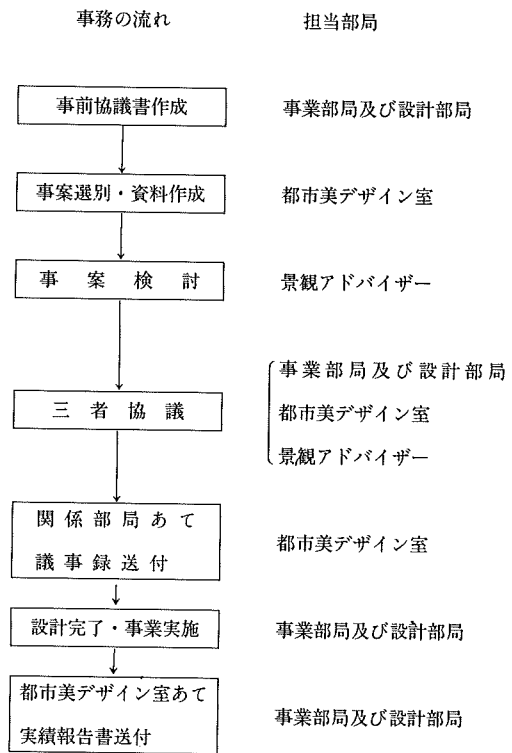 事務の流れ 担当部局
事前協議書作成 事業部局及び設計部局
事案選別・資料作成 都市美デザイン室
事案検討 景観アドバイザー
事業部局及び設計部局
三者協議 都市美デザイン室
景観アドバイザー
関係部局あて
議事録送付
都市美デザイン室
設計完了・事業実施 事業部局及び設計部局
都市美デザイン室あて
実績報告書送付
事業部局及び設計部局